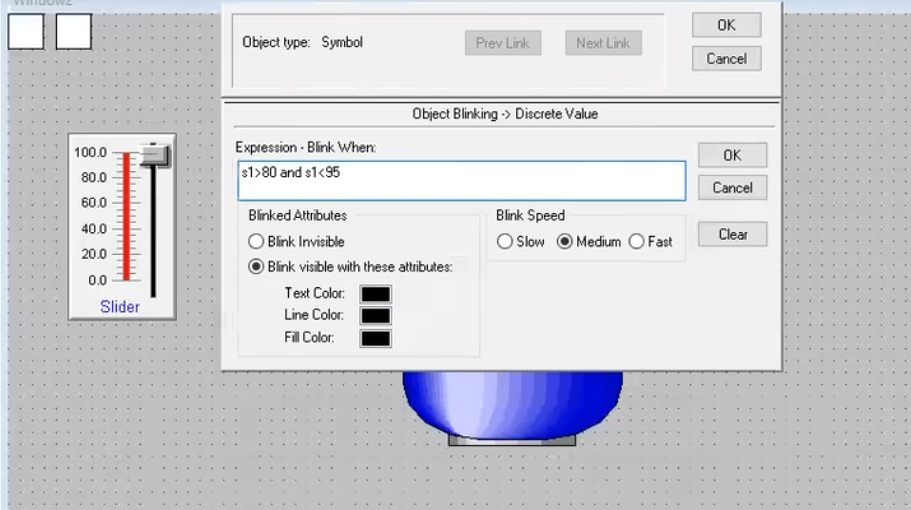 Window2
OK
Object type: Symbol
Prev Link
Next Link
Cancel
Object Blinking -> Discrete Value
Expression - Blink When:
OK
s1>80 and s1<95
Cancel
Blinked Attributes
Blink Speed
Blink Invisible
Slow
Medium
Fast
Clear
Blink visible with these attributes:
Text Color:
Line Color:
Fill Color:
100.0
80.0
60.0
40.0
20.0
0.0
Slider